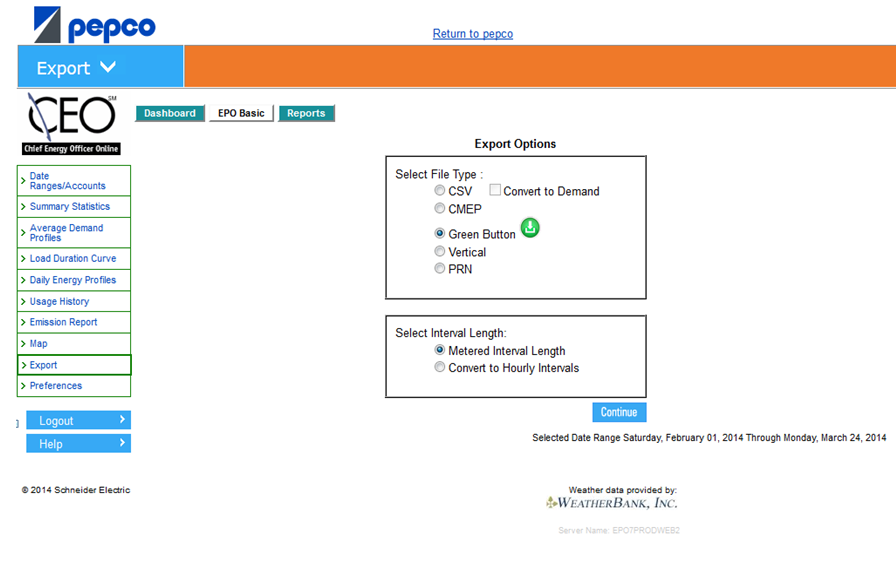 pepco
Return to pepco
Export
CEO SM
Chief Energy Officer Online
Dashboard
EPO Basic
Reports
Export Options
Date
Ranges/Accounts
Summary Statistics
Average Demand
Profiles
Load Duration Curve
Daily Energy Profiles
Usage History
Emission Report
Map
Export
Preferences
Logout
Help
Select File Type :
CSV Convert to Demand
CMEP
Green Button
Vertical
PRN
Select Interval Length:
Metered Interval Length
Convert to Hourly Intervals
Continue
Selected Date Range Saturday, February 01, 2014 Through Monday, March 24, 2014
© 2014 Schneider Electric
Weather data provided by:
WEATHERBANK, INC.
Server Name: EPO7PRODWEB2